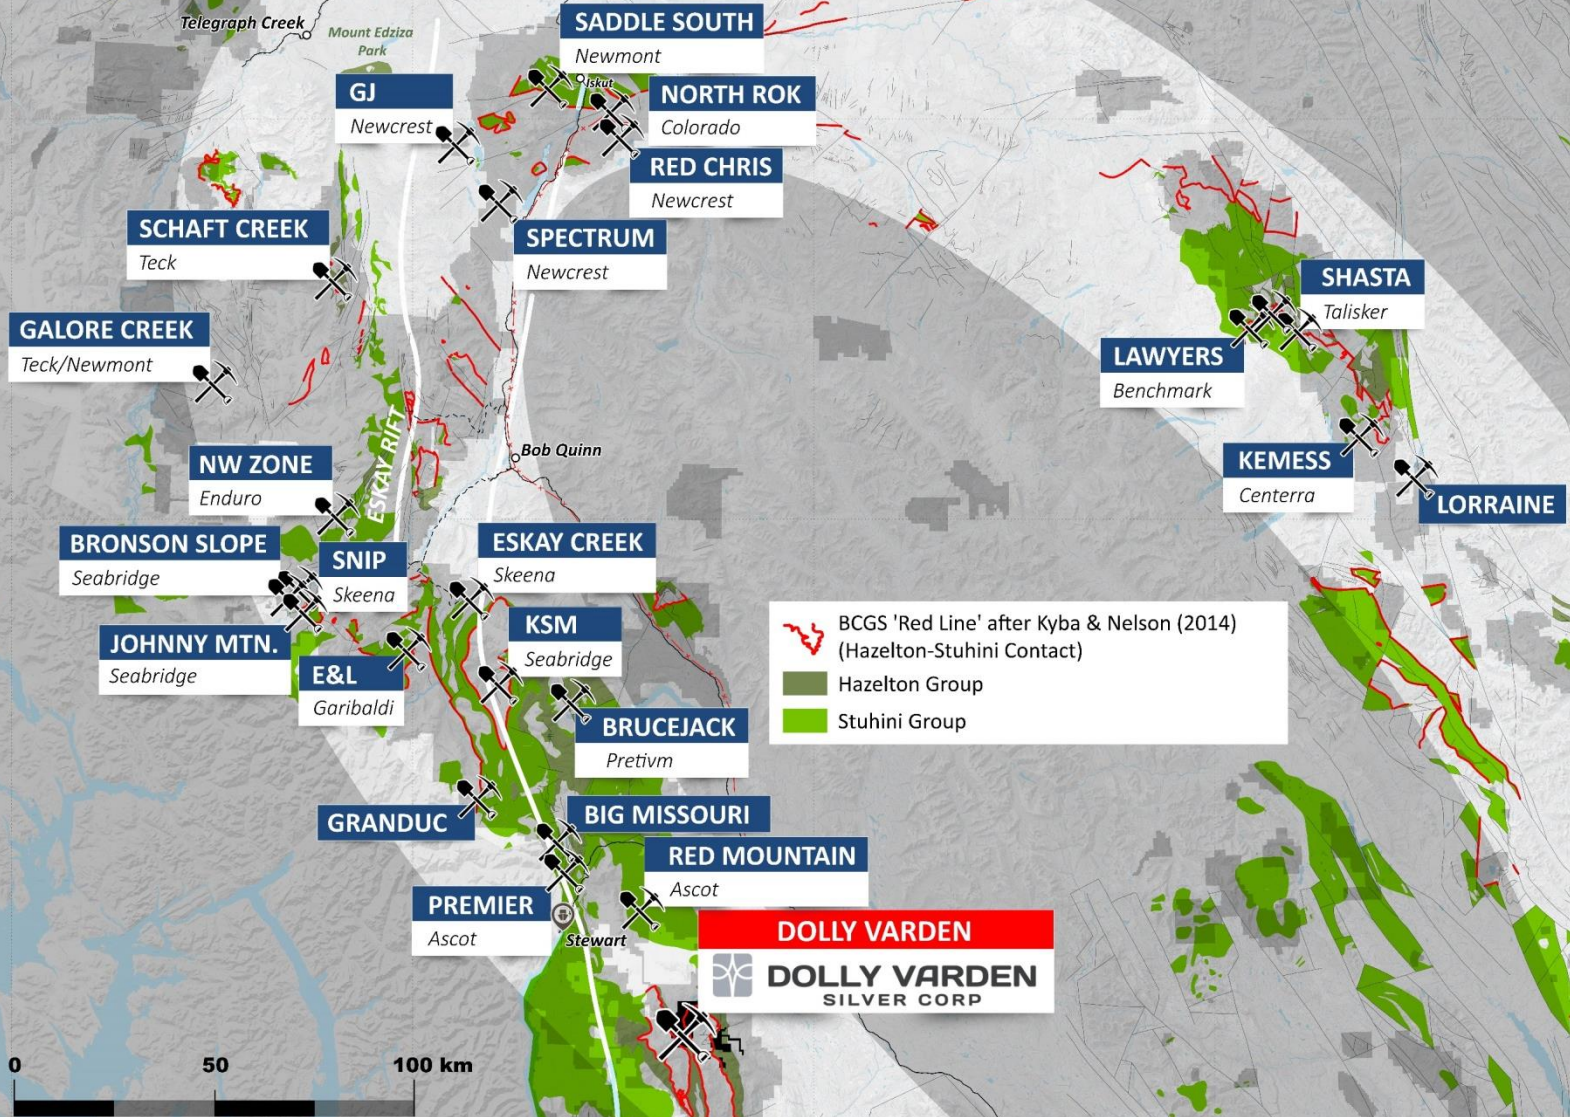 Telegraph Creek
Mount Edziza
Park
SADDLE SOUTH
Newmont
Iskut
GJ
Newcrest
NORTH ROK
Colorado
RED CHRIS
Newcrest
SCHAFT CREEK
Teck
SPECTRUM
Newcrest
SHASTA
Talisker
GALORE CREEK
Teck/Newmont
LAWYERS
Benchmark
ESKAY RIFT
Bob Quinn
NW ZONE
Enduro
KEMESS
Centerra
LORRAINE
BRONSON SLOPE
Seabridge
SNIP
Skeena
ESKAY CREEK
Skeena
KSM
Seabridge
JOHNNY MTN.
Seabridge
E&L
Garibaldi
BRUCEJACK
Pretivm
BCGS 'Red Line' after Kyba & Nelson (2014)
(Hazelton-Stuhini Contact)
Hazelton Group
Stuhini Group
GRANDUC
BIG MISSOURI
RED MOUNTAIN
Ascot
PREMIER
Ascot
Stewart
DOLLY VARDEN
DOLLY VARDEN
SILVER CORP
0 50 100 km